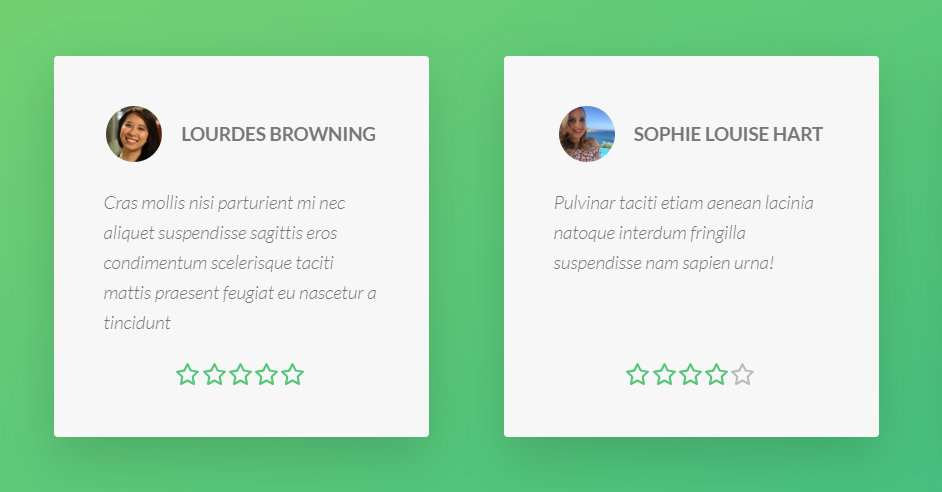 LOURDES BROWNING
Cras mollis nisi parturient mi nec
aliquet suspendisse sagittis eros
condimentum scelerisque taciti
mattis praesent feugiat eu nascetur a
tincidunt
SOPHIE LOUISE HART
Pulvinar taciti etiam aenean lacinia
natoque interdum fringilla
suspendisse nam sapien urna!